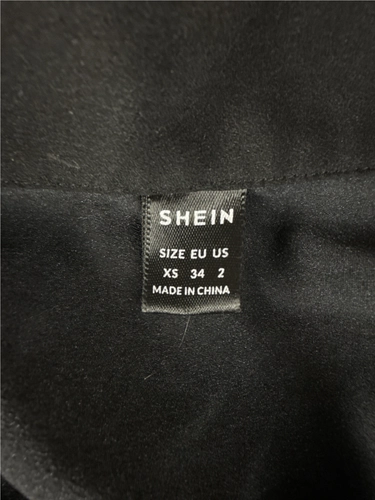 SHEIN
SIZE EU US
XS 34 2
MADE IN CHINA